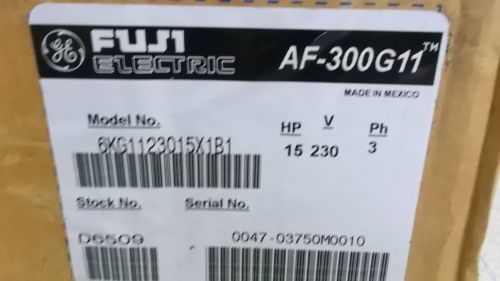 GE FUJI ELECTRIC AF-300G11™
MADE IN MEXICO
Model No. HP V Ph
6KG1123015X1B1 15 230 3
Stock No. Serial No.
D6509 0047-03750M0010